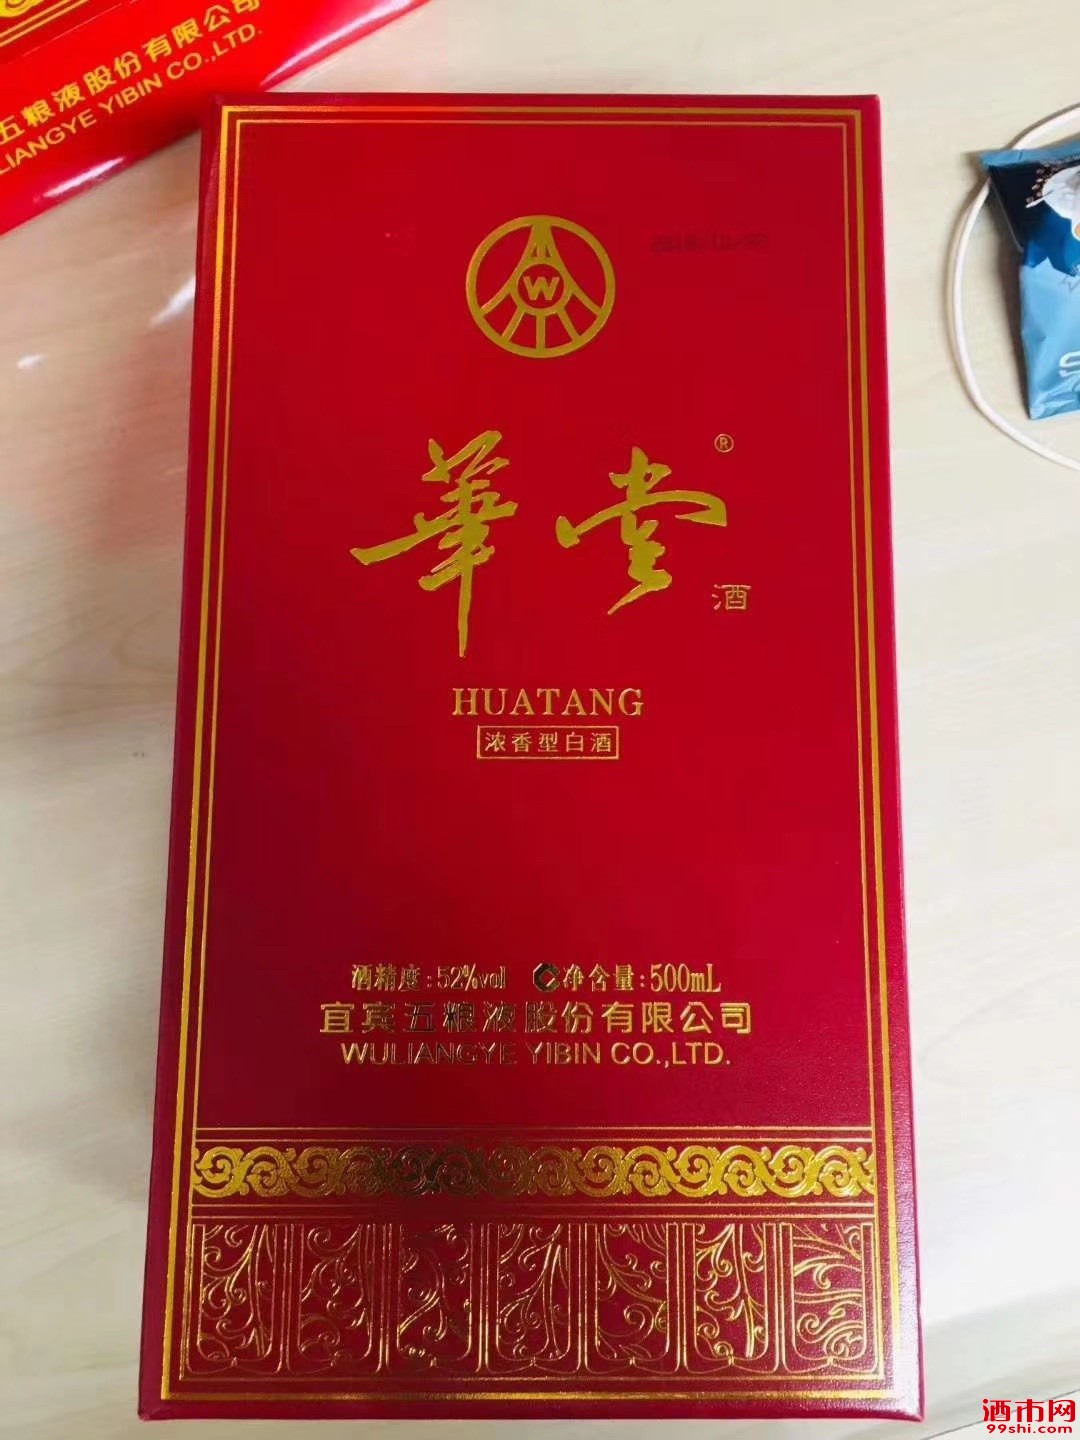 五粮液股份有限公司
LIANGYE YIBIN CO.,LTD.
W
華堂®
酒
HUATANG
浓香型白酒
酒精度:52%vol C净含量:500mL
宜宾五粮液股份有限公司
WULIANGYE YIBIN CO.,LTD.
酒市网
99shi.com